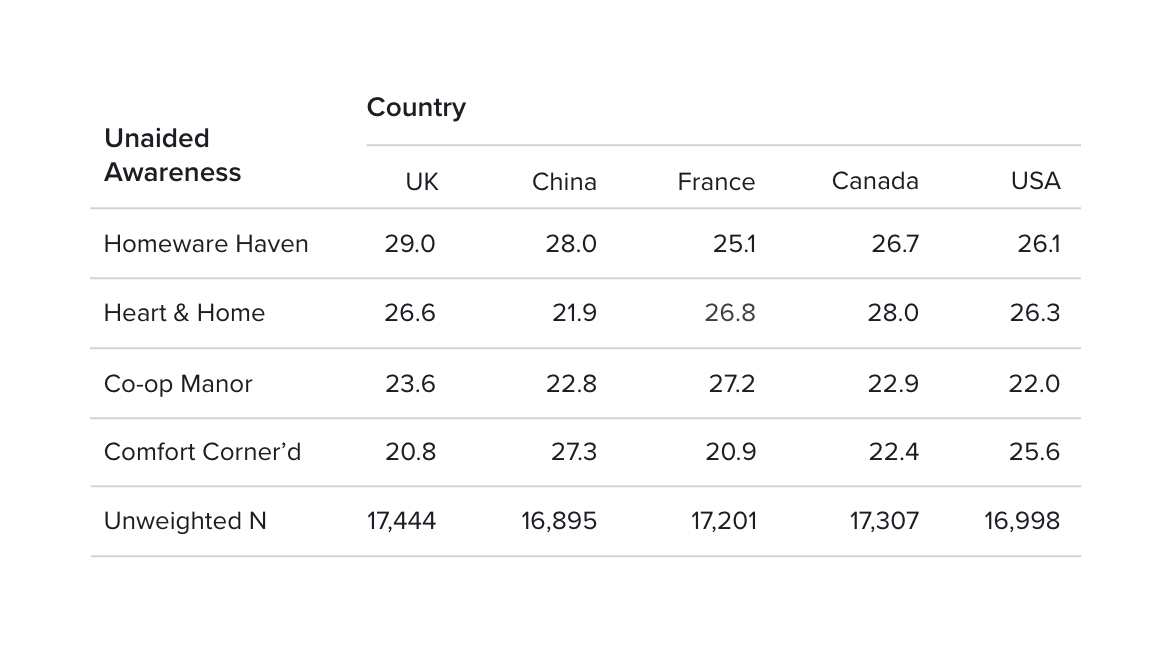 Country
Unaided
Awareness
UK China France Canada USA
Homeware Haven 29.0 28.0 25.1 26.7 26.1
Heart & Home 26.6 21.9 26.8 28.0 26.3
Co-op Manor 23.6 22.8 27.2 22.9 22.0
Comfort Corner’d 20.8 27.3 20.9 22.4 25.6
Unweighted N 17,444 16,895 17,201 17,307 16,998